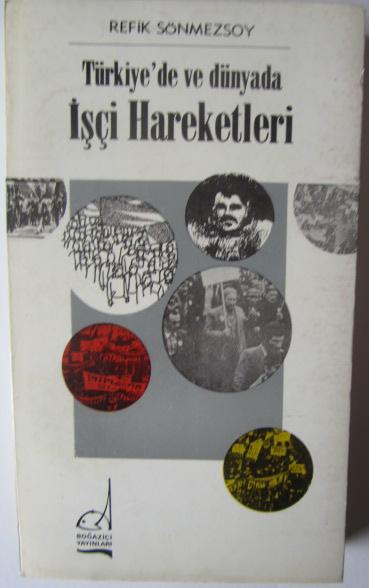 REFİK SÖNMEZSOY
Türkiye'de ve dünyada
İşçi Hareketleri
BOĞAZİÇİ
YAYINLARI